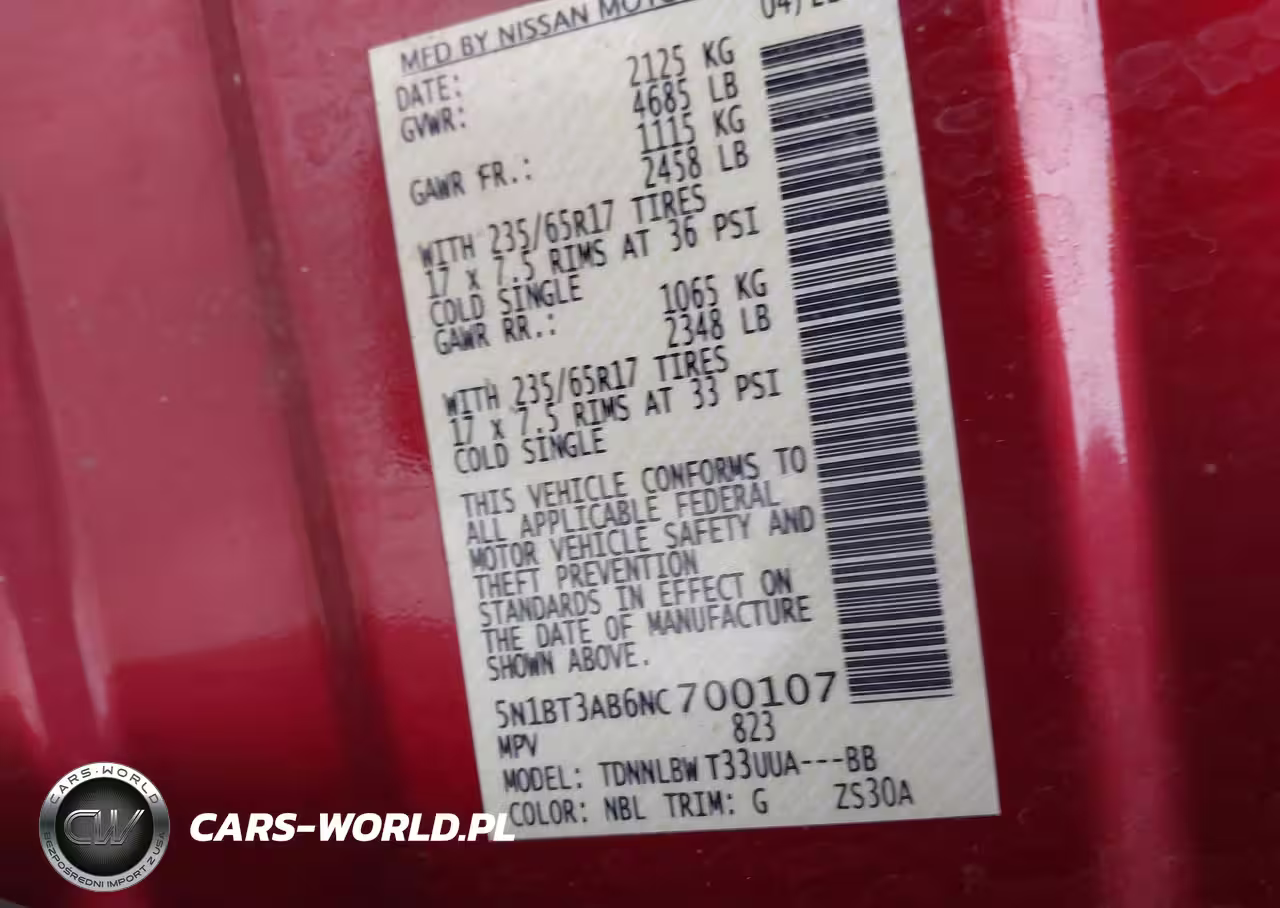 MFD BY NISSAN MOTO
DATE: 04/
GVWR: 2125 KG
4685 LB
GAWR FR.: 1115 KG
2458 LB
WITH 235/65R17 TIRES
17 X 7.5 RIMS AT 36 PSI
COLD SINGLE
GAWR RR.: 1065 KG
2348 LB
WITH 235/65R17 TIRES
17 X 7.5 RIMS AT 33 PSI
COLD SINGLE
THIS VEHICLE CONFORMS TO
ALL APPLICABLE FEDERAL
MOTOR VEHICLE SAFETY AND
THEFT PREVENTION
STANDARDS IN EFFECT ON
THE DATE OF MANUFACTURE
SHOWN ABOVE.
5N1BT3AB6NC700107
MPV 823
MODEL: TDNNLBW T33UUA---BB
COLOR: NBL TRIM: G ZS30A
CARS-WORLD
CW
BEZPOŚREDNI IMPORT Z USA
CARS-WORLD.PL